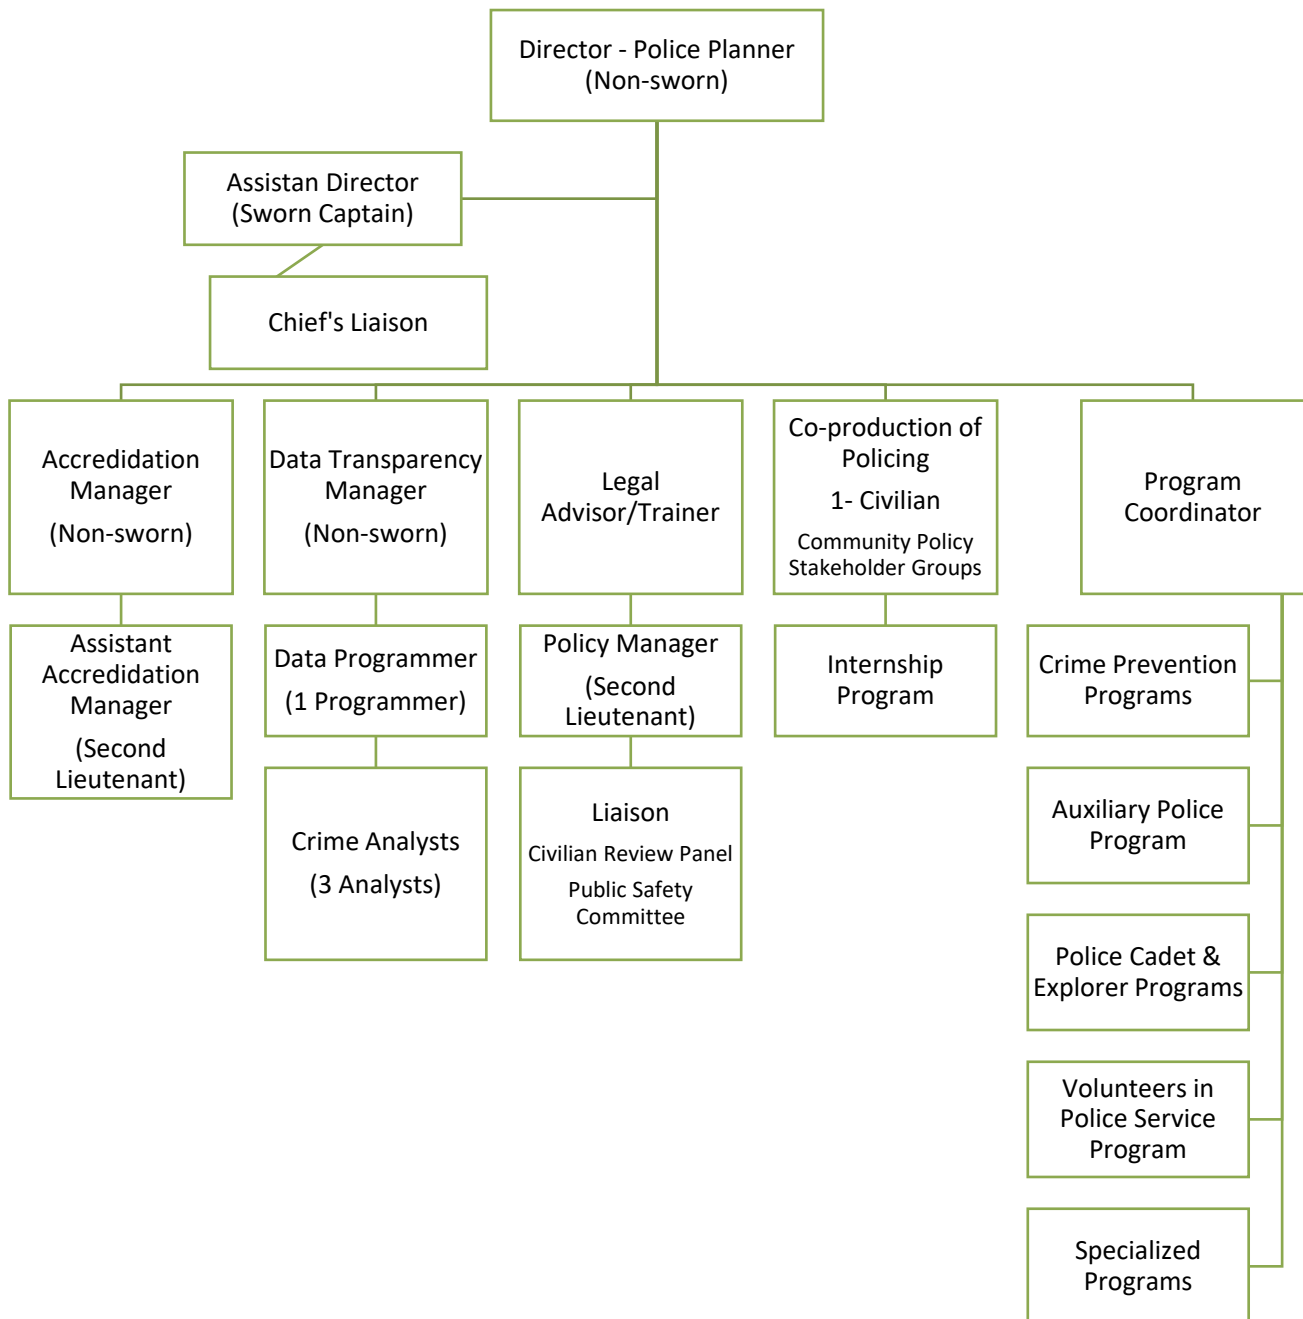 Director - Police Planner
(Non-sworn)
Assistan Director
(Sworn Captain)
Chief's Liaison
Accredidation
Manager
(Non-sworn)
Data Transparency
Manager
(Non-sworn)
Legal
Advisor/Trainer
Co-production of
Policing
1- Civilian
Community Policy
Stakeholder Groups
Program
Coordinator
Assistant
Accredidation
Manager
(Second
Lieutenant)
Data Programmer
(1 Programmer)
Policy Manager
(Second
Lieutenant)
Internship
Program
Crime Prevention
Programs
Crime Analysts
(3 Analysts)
Liaison
Civilian Review Panel
Public Safety
Committee
Auxiliary Police
Program
Police Cadet &
Explorer Programs
Volunteers in
Police Service
Program
Specialized
Programs